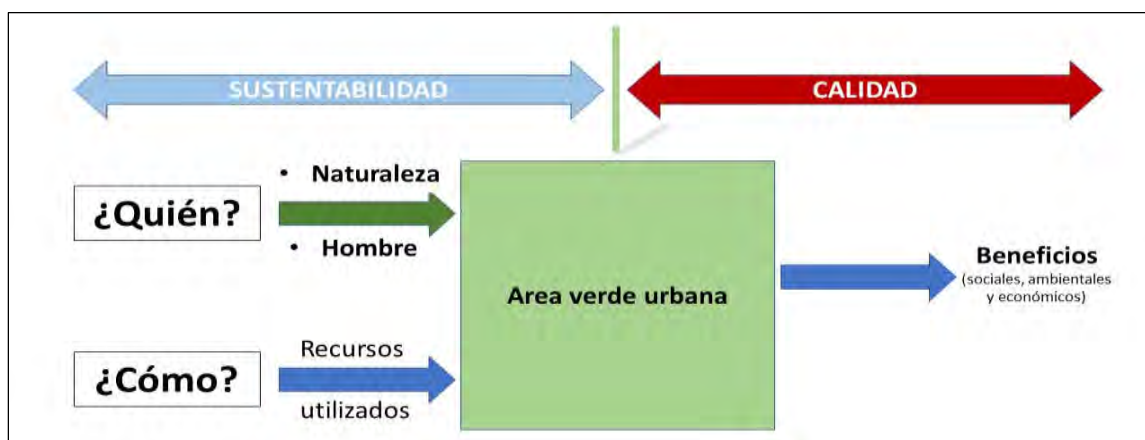 SUSTENTABILIDAD
CALIDAD
¿Quién?
• Naturaleza
• Hombre
¿Cómo?
Recursos
utilizados
Area verde urbana
Beneficios
(sociales, ambientales
y económicos)